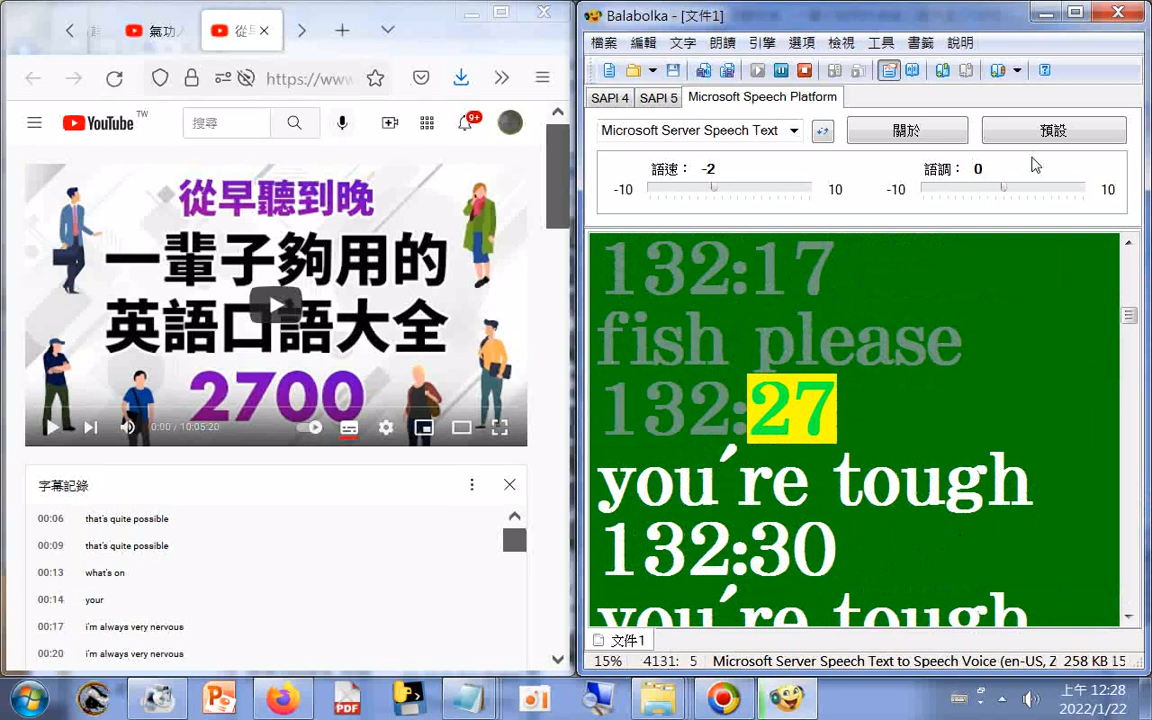 氣功
從
https://www
YouTube TW
搜尋
9+
從早聽到晚
一輩子夠用的
英語口語大全
2700
0:00 / 10:05:20
字幕記錄
00:06 that's quite possible
00:09 that's quite possible
00:13 what's on
00:14 your
00:17 i'm always very nervous
00:20 i'm always very nervous
Balabolka - [文件1]
檔案 編輯 文字 朗讀 引擎 選項 檢視 工具 書籤 說明
SAPI 4 SAPI 5 Microsoft Speech Platform
Microsoft Server Speech Text
關於
預設
語速： -2
語調： 0
-10 10
-10 10
132:17
fish please
132:27
you're tough
132:30
you're tough
文件1
15% 4131: 5 Microsoft Server Speech Text to Speech Voice (en-US, Z 258 KB 15
PDF
上午 12:28
2022/1/22